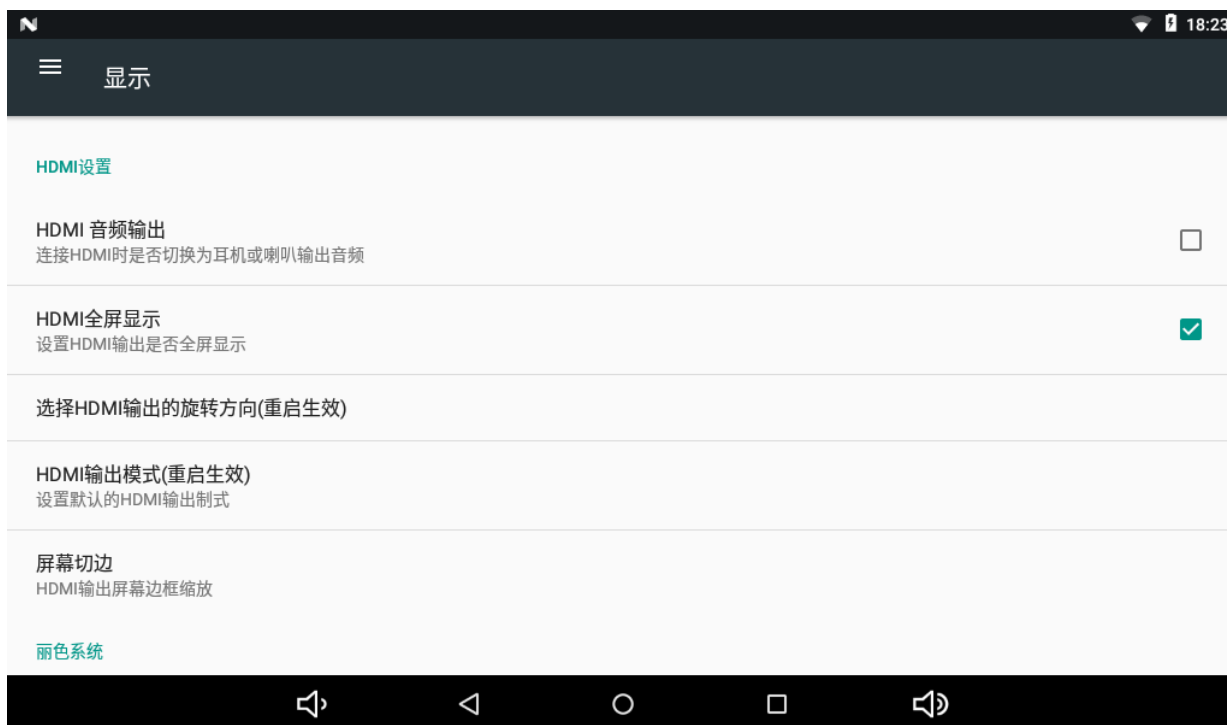 18:23
显示
HDMI设置
HDMI 音频输出
连接HDMI时是否切换为耳机或喇叭输出音频
HDMI全屏显示
设置HDMI输出是否全屏显示
选择HDMI输出的旋转方向(重启生效)
HDMI输出模式(重启生效)
设置默认的HDMI输出制式
屏幕切边
HDMI输出屏幕边框缩放
丽色系统